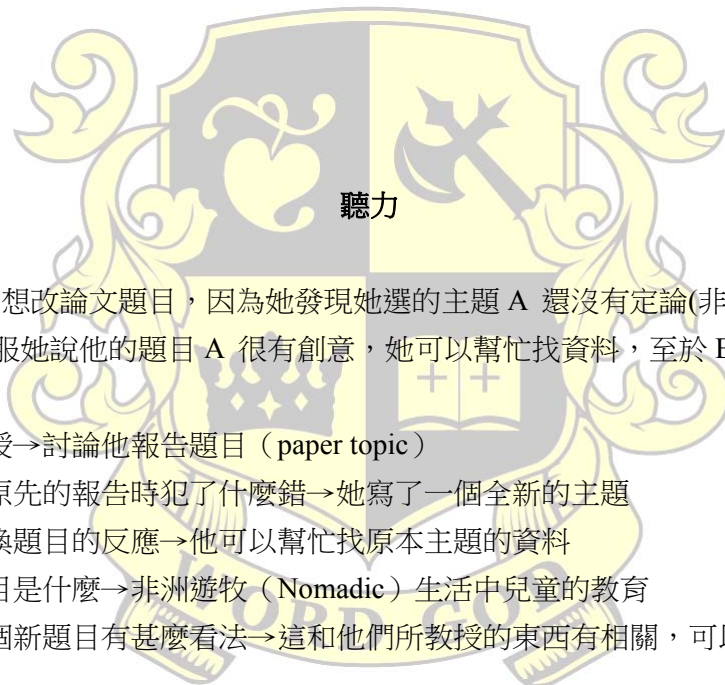 聽力
想改論文題目,因為她發現她選的主題 A 還沒有定論(非
服她說他的題目 A 很有創意,她可以幫忙找資料,至於
授→討論他報告題目(paper topic)
原先的報告時犯了什麼錯→她寫了一個全新的主題
換題目的反應→他可以幫忙找原本主題的資料
目是什麼→非洲遊牧(Nomadic)生活中兒童的教育
個新題目有甚麼看法→這和他們所教授的東西有相關,可
WORD GOD